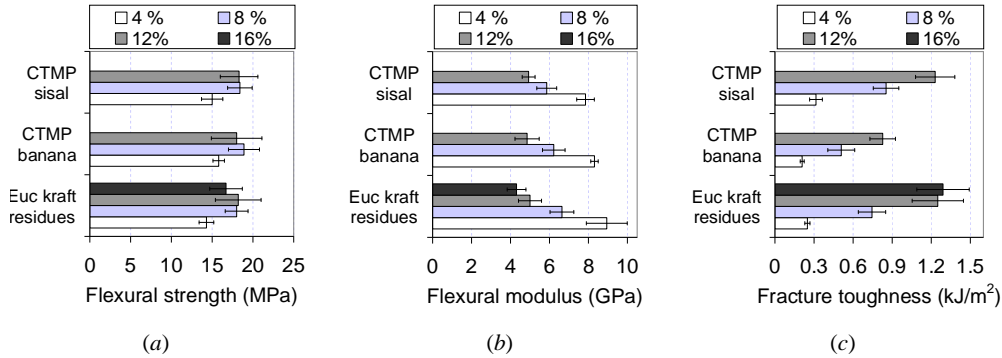 4 % 8 %
12% 16%
CTMP
sisal
CTMP
banana
Euc kraft
residues
0 5 10 15 20 25
Flexural strength (MPa)
(a)
4 % 8 %
12% 16%
CTMP
sisal
CTMP
banana
Euc kraft
residues
0 2 4 6 8 10
Flexural modulus (GPa)
(b)
4 % 8 %
12% 16%
CTMP
sisal
CTMP
banana
Euc kraft
residues
0 0.3 0.6 0.9 1.2 1.5
Fracture toughness (kJ/m²)
(c)